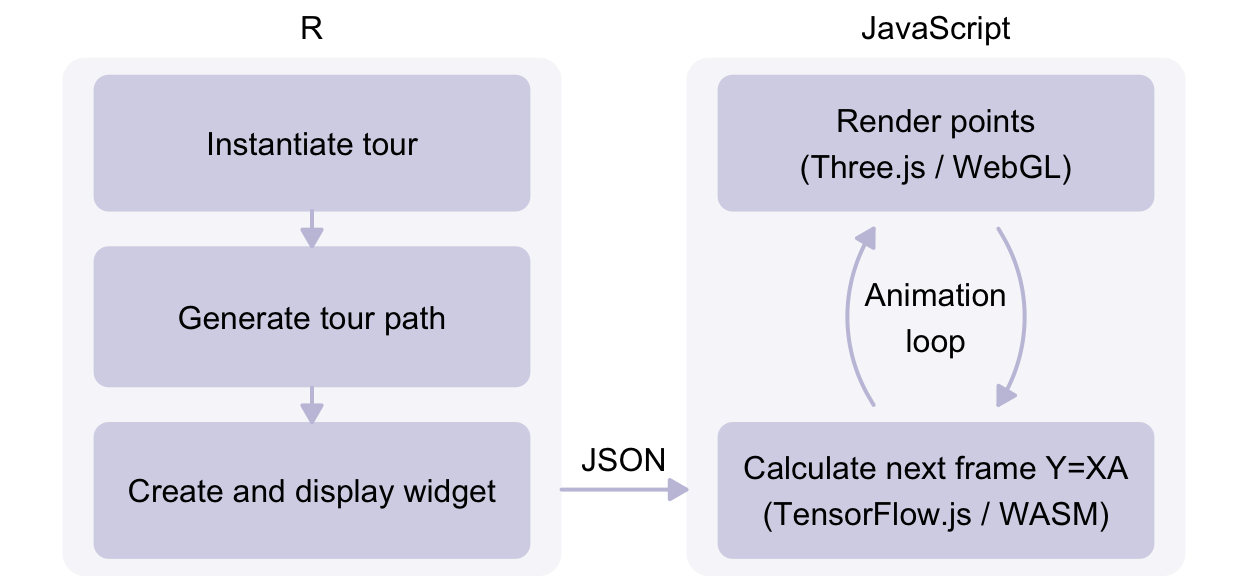 R
Instantiate tour
Generate tour path
Create and display widget
JSON
JavaScript
Render points
(Three.js / WebGL)
Animation
loop
Calculate next frame Y=XA
(TensorFlow.js / WASM)